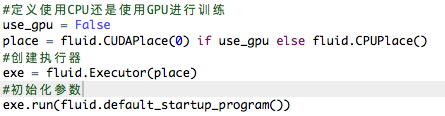 #定义使用CPU还是使用GPU进行训练
use_gpu = False
place = fluid.CUDAPlace(0) if use_gpu else fluid.CPUPlace()
#创建执行器
exe = fluid.Executor(place)
#初始化参数
exe.run(fluid.default_startup_program())